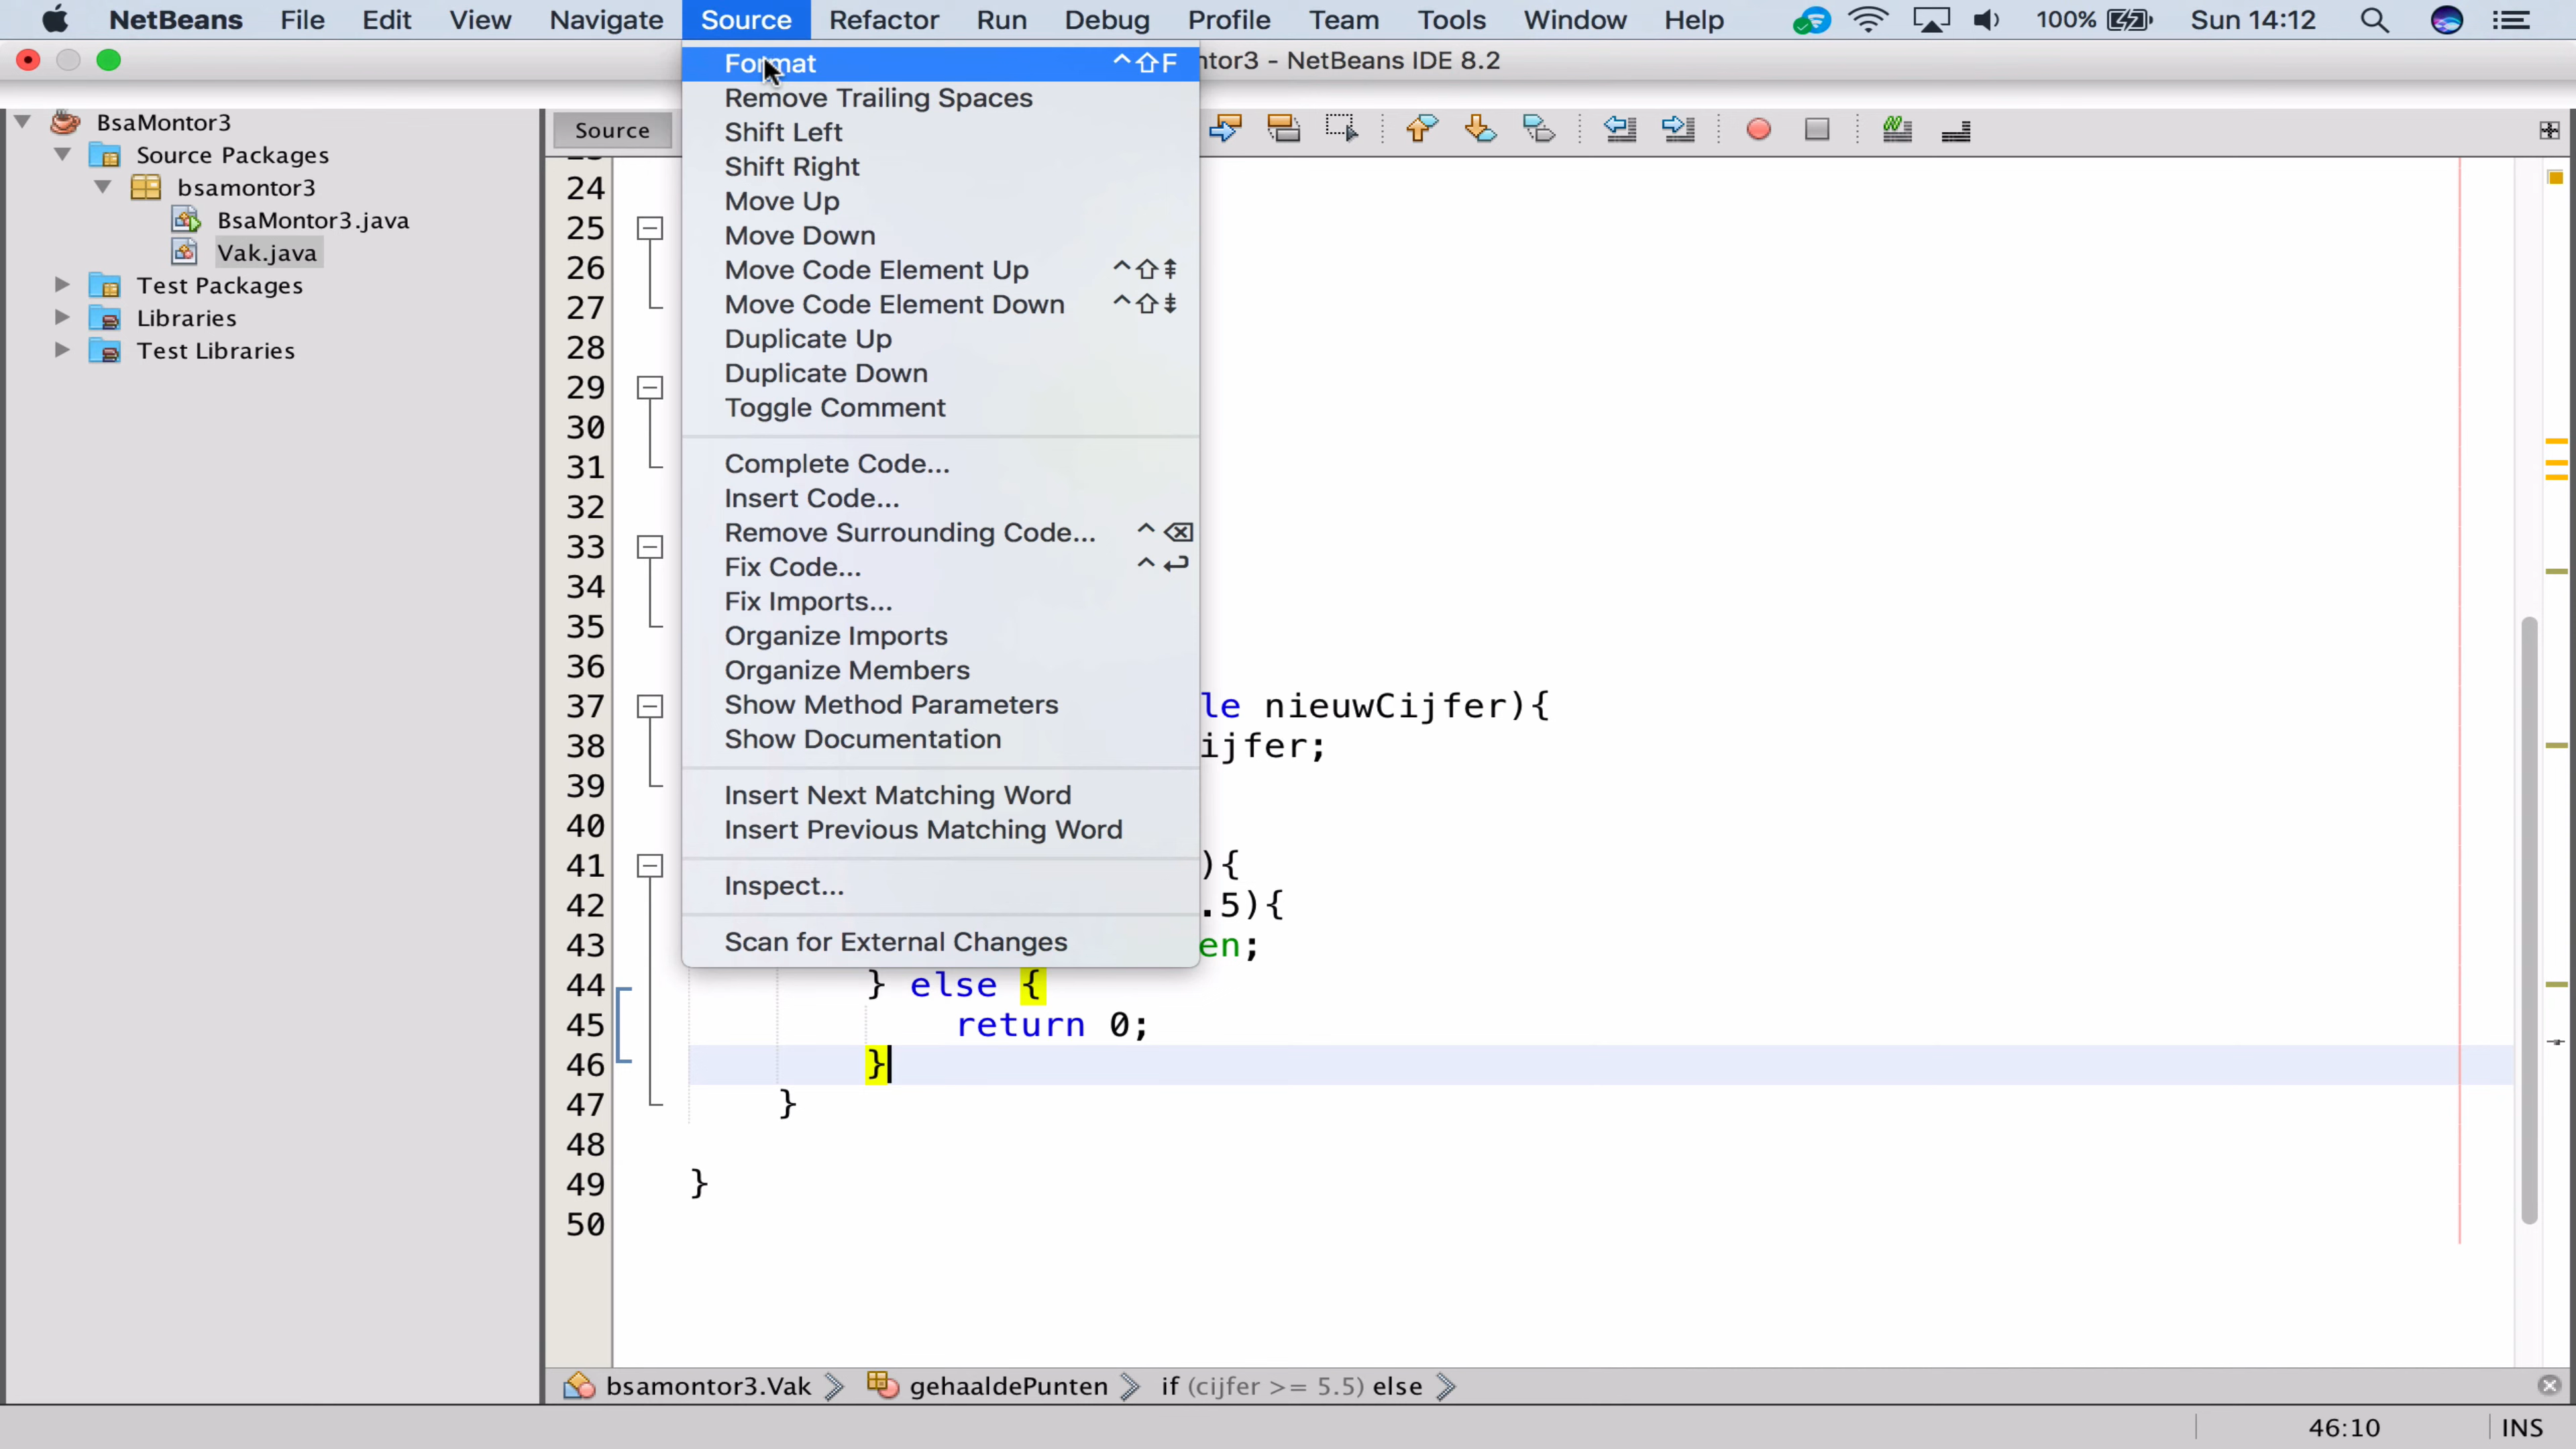 NetBeans File Edit View Navigate Source Refactor Run Debug Profile Team Tools Window Help 100% Sun 14:12
ntor3 - NetBeans IDE 8.2
Format ^⇧F
Remove Trailing Spaces
Shift Left
Shift Right
Move Up
Move Down
Move Code Element Up ^⇧⇞
Move Code Element Down ^⇧⇟
Duplicate Up
Duplicate Down
Toggle Comment
Complete Code...
Insert Code...
Remove Surrounding Code... ^⌫
Fix Code... ^↩
Fix Imports...
Organize Imports
Organize Members
Show Method Parameters
Show Documentation
Insert Next Matching Word
Insert Previous Matching Word
Inspect...
Scan for External Changes
BsaMontor3
Source Packages
bsamontor3
BsaMontor3.java
Vak.java
Test Packages
Libraries
Test Libraries
Source
24
25
26
27
28
29
30
31
32
33
34
35
36
37 le nieuwCijfer){
38 ijfer;
39
40
41 ){
42 .5){
43 en;
44 } else {
45 return 0;
46 }
47 }
48
49 }
50
bsamontor3.Vak gehaaldePunten if (cijfer >= 5.5) else
46:10 INS